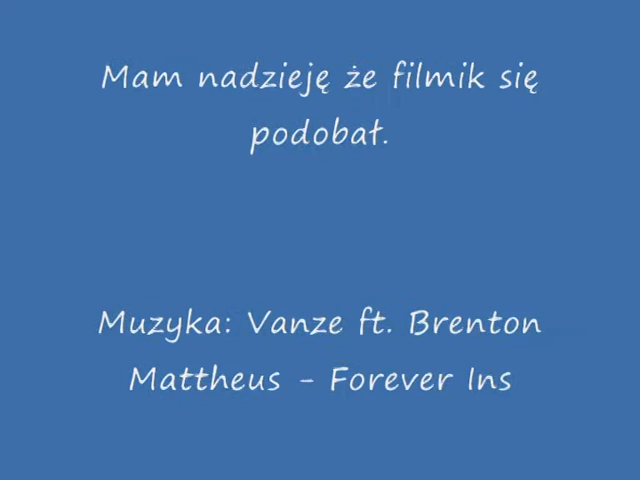 Mam nadzieję że filmik się
podobał.
Muzyka: Vanze ft. Brenton
Mattheus - Forever Ins